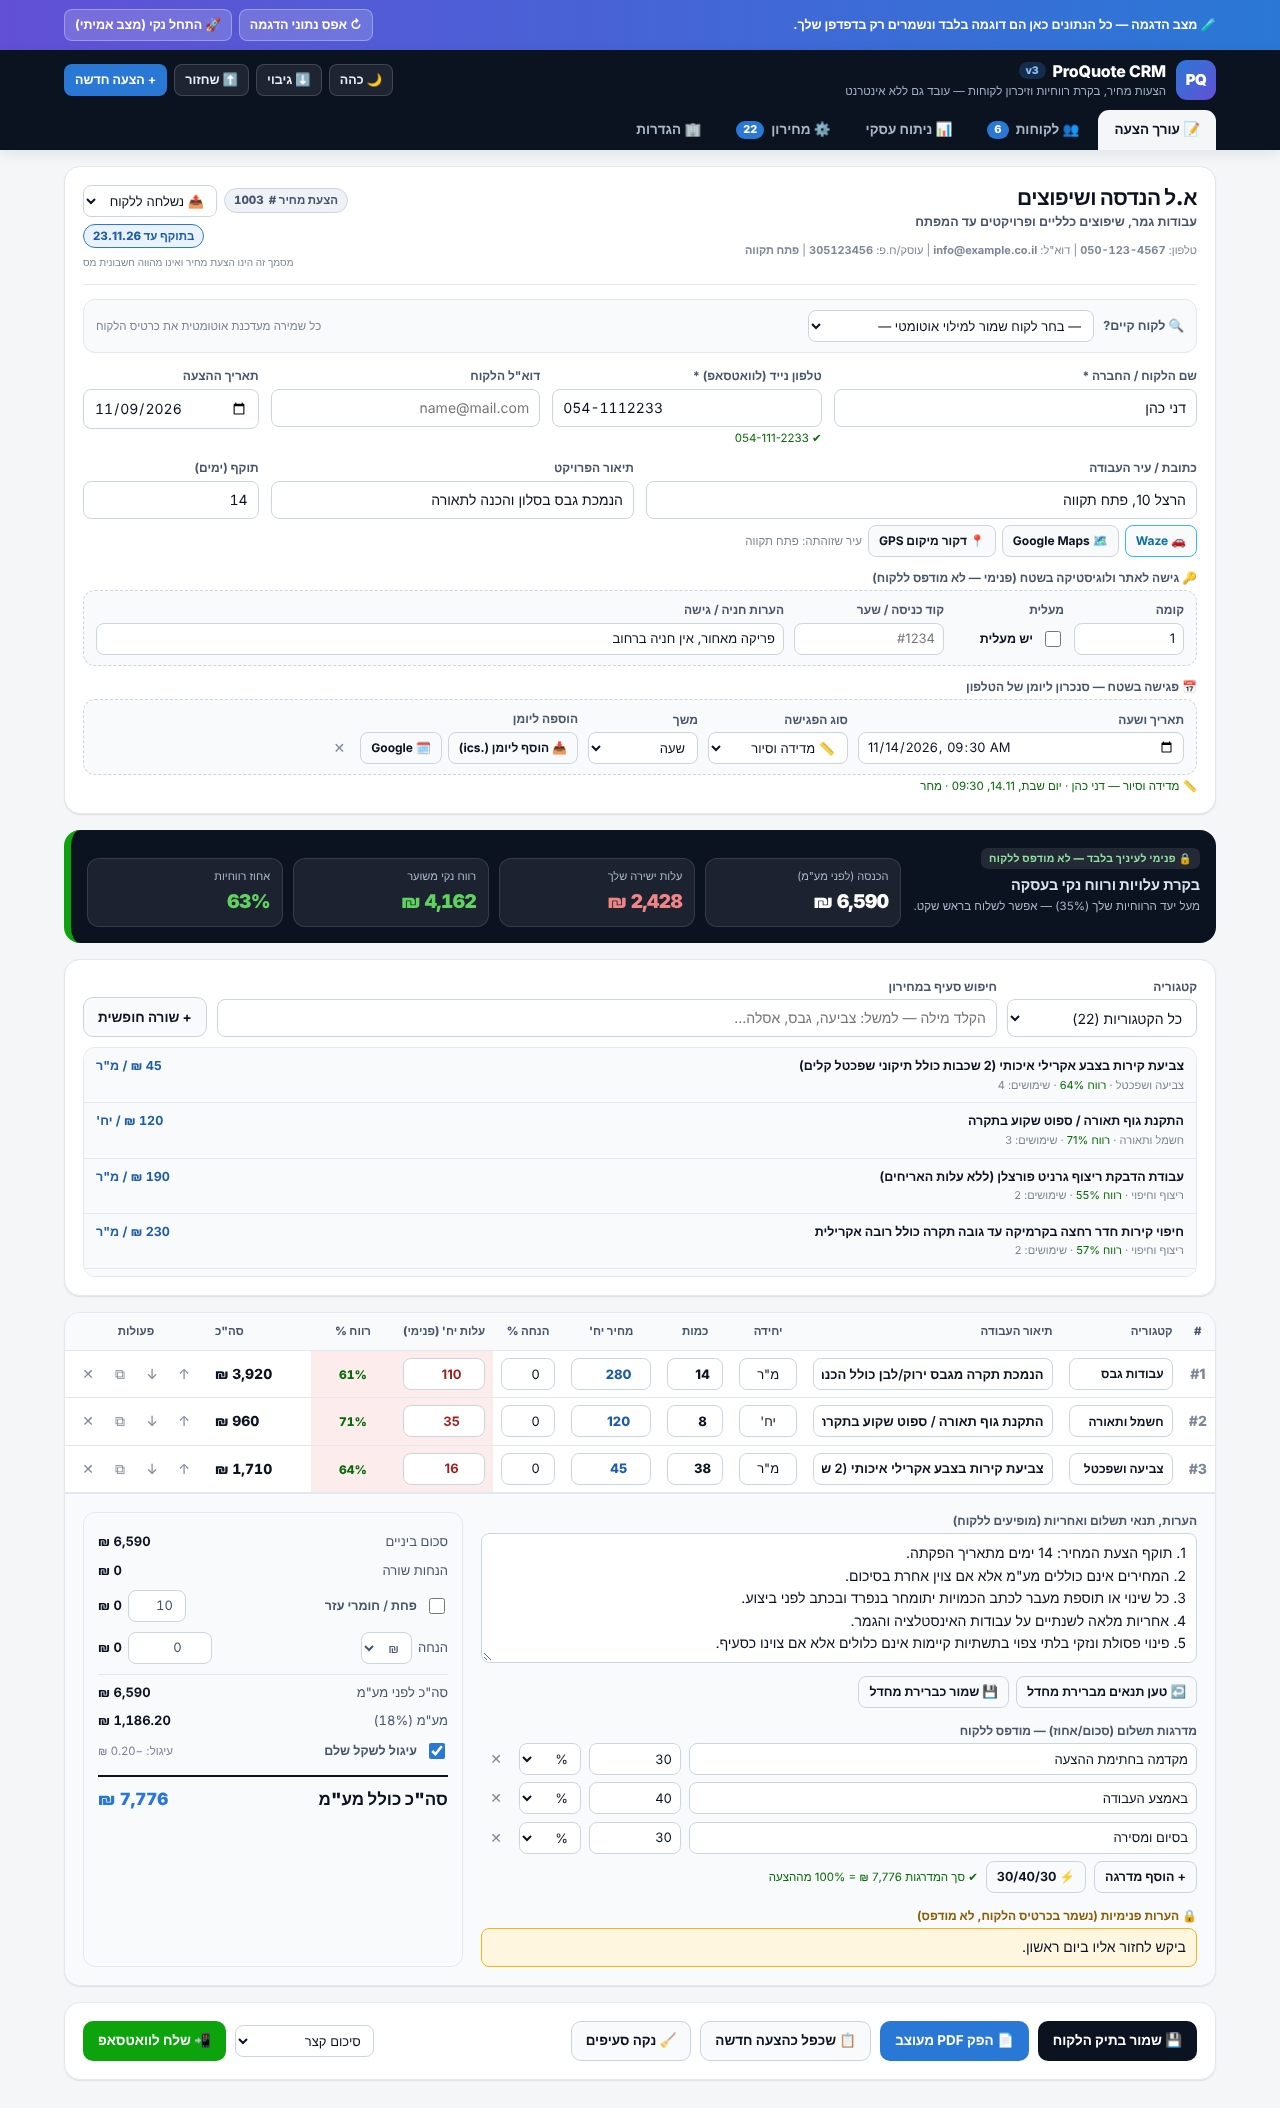 🧪 מצב הדגמה — כל הנתונים כאן הם דוגמה בלבד ונשמרים רק בדפדפן שלך.
↻ אפס נתוני הדגמה
🚀 התחל נקי (מצב אמיתי)
PQ
ProQuote CRM v3
הצעות מחיר, בקרת רווחיות וזיכרון לקוחות — עובד גם ללא אינטרנט
🌙 כהה
⬇️ גיבוי
⬆️ שחזור
+ הצעה חדשה
📝 עורך הצעה
👥 לקוחות 6
📊 ניתוח עסקי
⚙️ מחירון 22
🏢 הגדרות
א.ל הנדסה ושיפוצים
עבודות גמר, שיפוצים כלליים ופרויקטים עד המפתח
טלפון: 050-123-4567 | דוא"ל: info@example.co.il | עוסק/ח.פ: 305123456 | פתח תקווה
הצעת מחיר # 1003
📤 נשלחה ללקוח
בתוקף עד 23.11.26
מסמך זה הינו הצעת מחיר ואינו מהווה חשבונית מס
🔍 לקוח קיים?
— בחר לקוח שמור למילוי אוטומטי —
כל שמירה מעדכנת אוטומטית את כרטיס הלקוח
שם הלקוח / החברה *
טלפון נייד (לוואטסאפ) *
דוא"ל הלקוח
תאריך ההצעה
דני כהן
054-1112233
name@mail.com
11/09/2026
✔ 054-111-2233
כתובת / עיר העבודה
תיאור הפרויקט
תוקף (ימים)
הרצל 10, פתח תקווה
הנמכת גבס בסלון והכנה לתאורה
14
🚗 Waze
🗺️ Google Maps
📍 דקור מיקום GPS
עיר שזוהתה: פתח תקווה
🔑 גישה לאתר ולוגיסטיקה בשטח (פנימי — לא מודפס ללקוח)
קומה
מעלית
קוד כניסה / שער
הערות חניה / גישה
1
יש מעלית
#1234
פריקה מאחור, אין חניה ברחוב
📅 פגישה בשטח — סנכרון ליומן של הטלפון
תאריך ושעה
סוג הפגישה
משך
הוספה ליומן
11/14/2026, 09:30 AM
📏 מדידה וסיור
שעה
📥 הוסף ליומן (.ics)
🗓️ Google
✕
📏 מדידה וסיור — דני כהן · יום שבת, 14.11, 09:30 · מחר
🔒 פנימי לעיניך בלבד — לא מודפס ללקוח
בקרת עלויות ורווח נקי בעסקה
מעל יעד הרווחיות שלך (35%) — אפשר לשלוח בראש שקט.
הכנסה (לפני מע"מ)
6,590 ₪
עלות ישירה שלך
2,428 ₪
רווח נקי משוער
4,162 ₪
אחוז רווחיות
63%
קטגוריה
חיפוש סעיף במחירון
כל הקטגוריות (22)
הקלד מילה — למשל: צביעה, גבס, אסלה...
+ שורה חופשית
צביעת קירות בצבע אקרילי איכותי (2 שכבות כולל תיקוני שפכטל קלים)
45 ₪ / מ"ר
צביעה ושפכטל · רווח 64% · שימושים: 4
התקנת גוף תאורה / ספוט שקוע בתקרה
120 ₪ / יח'
חשמל ותאורה · רווח 71% · שימושים: 3
עבודת הדבקת ריצוף גרניט פורצלן (ללא עלות האריחים)
190 ₪ / מ"ר
ריצוף וחיפוי · רווח 55% · שימושים: 2
חיפוי קירות חדר רחצה בקרמיקה עד גובה תקרה כולל רובה אקרילית
230 ₪ / מ"ר
ריצוף וחיפוי · רווח 57% · שימושים: 2
# קטגוריה תיאור העבודה יחידה כמות מחיר יח' הנחה % עלות יח' (פנימי) רווח % סה"כ פעולות
#1 עבודות גבס הנמכת תקרה מגבס ירוק/לבן כולל הכנ מ"ר 14 280 0 110 61% 3,920 ₪ ↑ ↓ ⧉ ✕
#2 חשמל ותאורה התקנת גוף תאורה / ספוט שקוע בתקרו יח' 8 120 0 35 71% 960 ₪ ↑ ↓ ⧉ ✕
#3 צביעה ושפכטל צביעת קירות בצבע אקרילי איכותי (2 ש מ"ר 38 45 0 16 64% 1,710 ₪ ↑ ↓ ⧉ ✕
הערות, תנאי תשלום ואחריות (מופיעים ללקוח)
1. תוקף הצעת המחיר: 14 ימים מתאריך הפקתה.
2. המחירים אינם כוללים מע"מ אלא אם צוין אחרת בסיכום.
3. כל שינוי או תוספת מעבר לכתב הכמויות יתומחר בנפרד ובכתב לפני ביצוע.
4. אחריות מלאה לשנתיים על עבודות האינסטלציה והגמר.
5. פינוי פסולת ונזקי בלתי צפוי בתשתיות קיימות אינם כלולים אלא אם צוינו כסעיף.
↩️ טען תנאים מברירת מחדל
💾 שמור כברירת מחדל
מדרגות תשלום (סכום/אחוז) — מודפס ללקוח
מקדמה בחתימת ההצעה 30 % ✕
באמצע העבודה 40 % ✕
בסיום ומסירה 30 % ✕
+ הוסף מדרגה
⚡ 30/40/30
✔ סך המדרגות 7,776 ₪ = 100% מההצעה
🔒 הערות פנימיות (נשמר בכרטיס הלקוח, לא מודפס)
ביקש לחזור אליו ביום ראשון.
סכום ביניים 6,590 ₪
הנחות שורה 0 ₪
פחת / חומרי עזר 10 0 ₪
הנחה ₪ 0 0 ₪
סה"כ לפני מע"מ 6,590 ₪
מע"מ (18%) 1,186.20 ₪
עיגול לשקל שלם עיגול: −0.20 ₪
סה"כ כולל מע"מ 7,776 ₪
💾 שמור בתיק הלקוח
📄 הפק PDF מעוצב
📋 שכפל כהצעה חדשה
🧹 נקה סעיפים
סיכום קצר
📲 שלח לוואטסאפ